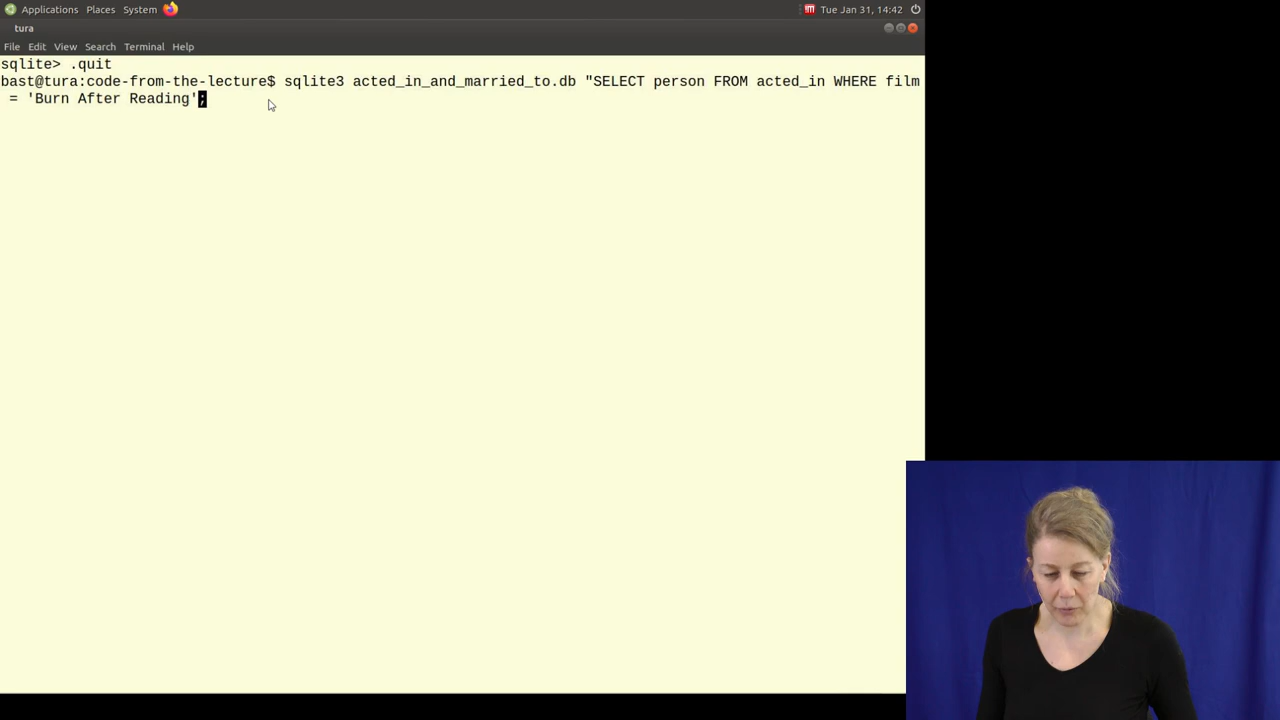 Applications Places System Tue Jan 31, 14:42
tura
File Edit View Search Terminal Help
sqlite> .quit
bast@tura:code-from-the-lecture$ sqlite3 acted_in_and_married_to.db "SELECT person FROM acted_in WHERE film
= 'Burn After Reading';